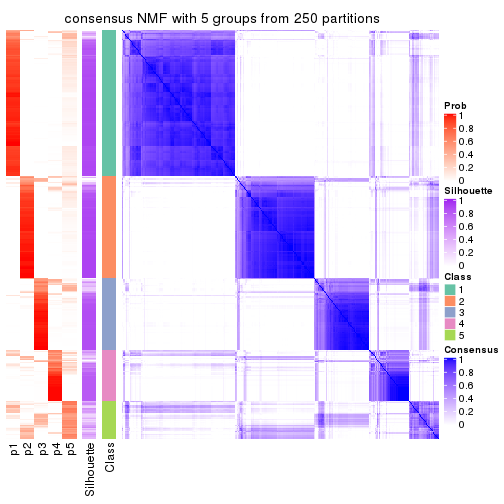 consensus NMF with 5 groups from 250 partitions
Prob
1
0.8
0.6
0.4
0.2
0
Silhouette
1
0.8
0.6
0.4
0.2
0
Class
1
2
3
4
5
Consensus
1
0.8
0.6
0.4
0.2
0
p1
p2
p3
p4
p5
Silhouette
Class